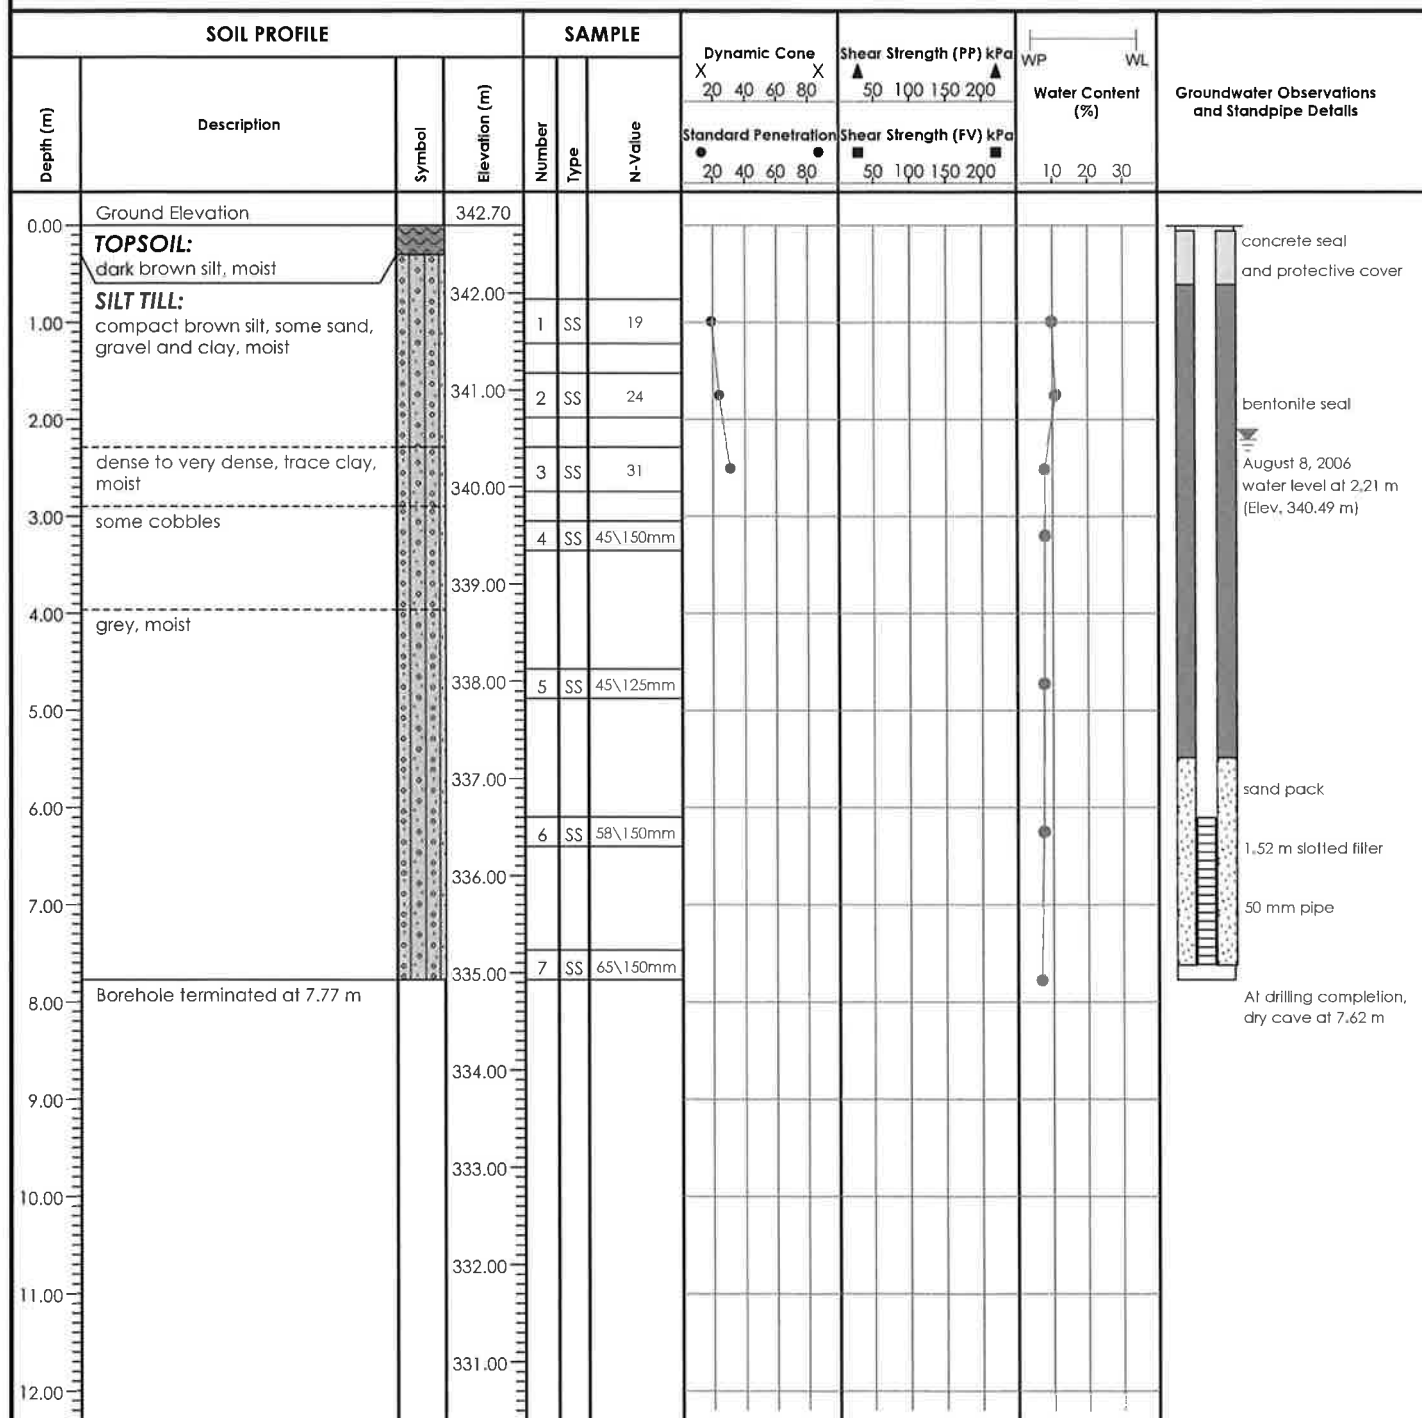 SOIL PROFILE
SAMPLE
Depth (m)
Description
Symbol
Elevation (m)
Number
Type
N-Value
Dynamic Cone
X X
20 40 60 80
Standard Penetration
20 40 60 80
Shear Strength (PP) kPa
50 100 150 200
Shear Strength (FV) kPa
50 100 150 200
WP WL
Water Content
(%)
10 20 30
Groundwater Observations
and Standpipe Details
Ground Elevation 342.70
0.00
TOPSOIL:
dark brown silt, moist
concrete seal
and protective cover
342.00
SILT TILL:
1.00
compact brown silt, some sand,
gravel and clay, moist
1 SS 19
341.00
2 SS 24
bentonite seal
2.00
dense to very dense, trace clay,
moist
3 SS 31
August 8, 2006
water level at 2.21 m
(Elev. 340.49 m)
340.00
3.00
some cobbles
4 SS 45\150mm
339.00
4.00
grey, moist
338.00
5 SS 45\125mm
5.00
337.00
sand pack
6.00
6 SS 58\150mm
1.52 m slotted filter
336.00
7.00
50 mm pipe
335.00
7 SS 65\150mm
Borehole terminated at 7.77 m
8.00
At drilling completion,
dry cave at 7.62 m
334.00
9.00
333.00
10.00
332.00
11.00
331.00
12.00